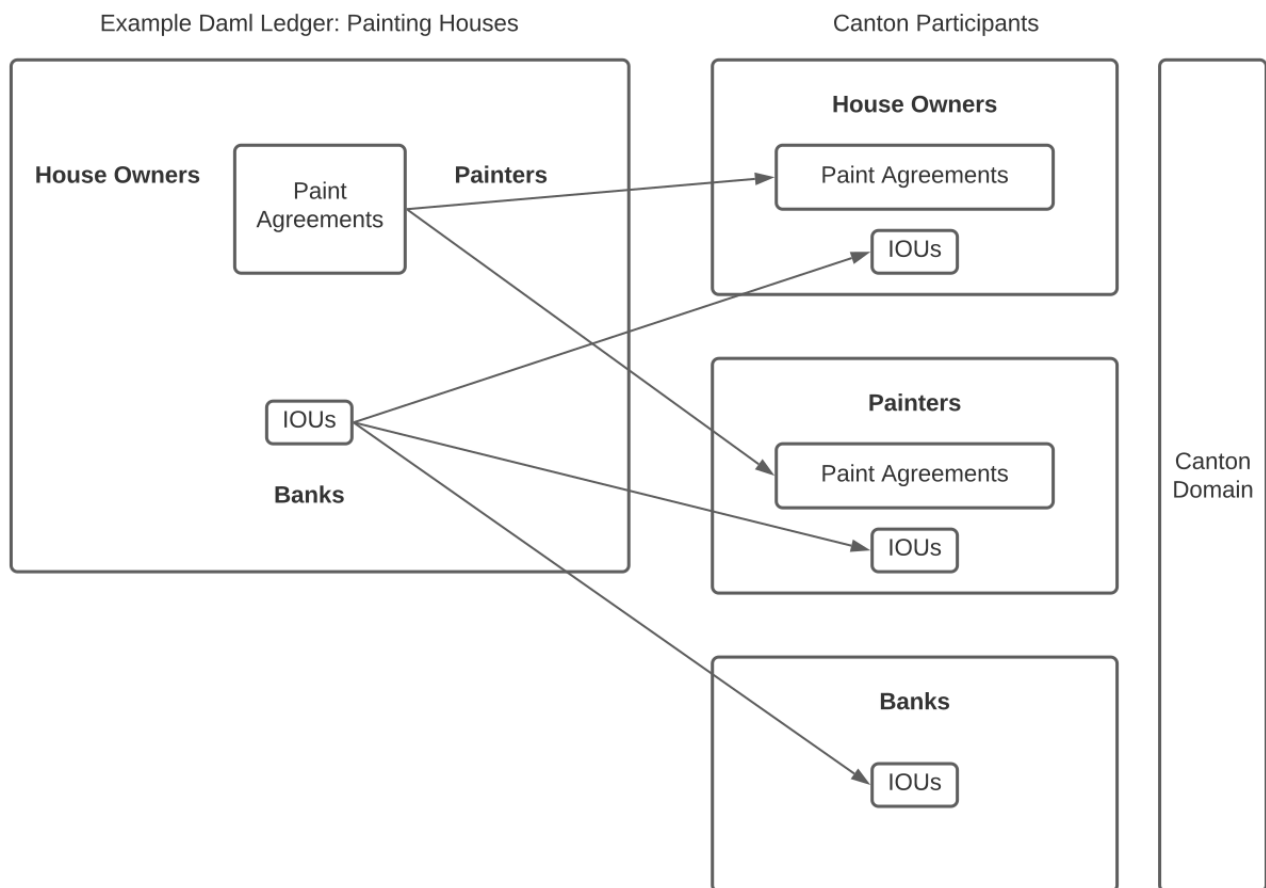 Example Daml Ledger: Painting Houses
House Owners
Paint
Agreements
Painters
IOUs
Banks
Canton Participants
House Owners
Paint Agreements
IOUs
Painters
Paint Agreements
IOUs
Banks
IOUs
Canton
Domain